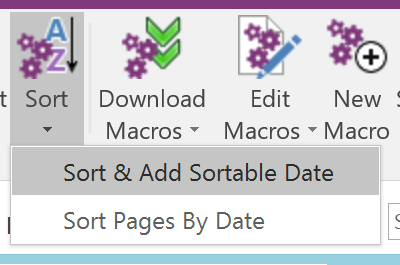 A
Z
Sort
Download
Macros
Edit
Macros
New
Macro
Sort & Add Sortable Date
Sort Pages By Date